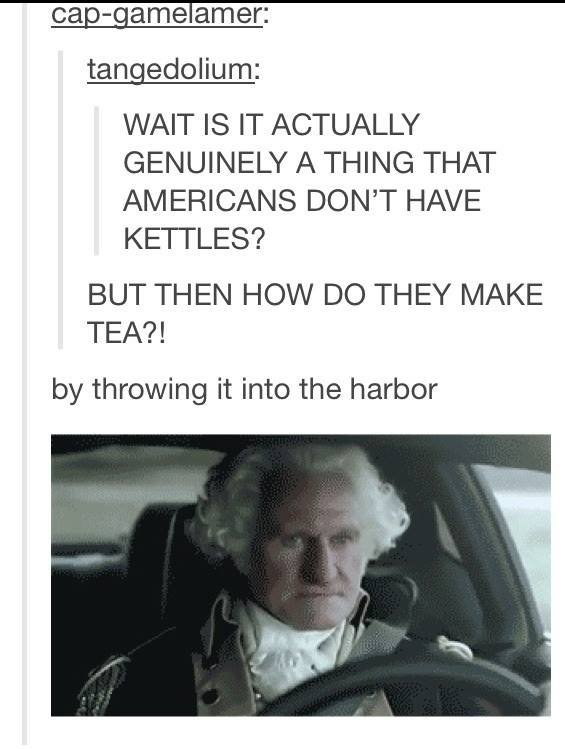 cap-gamelamer:
tangedolium:
WAIT IS IT ACTUALLY
GENUINELY A THING THAT
AMERICANS DON’T HAVE
KETTLES?
BUT THEN HOW DO THEY MAKE
TEA?!
by throwing it into the harbor